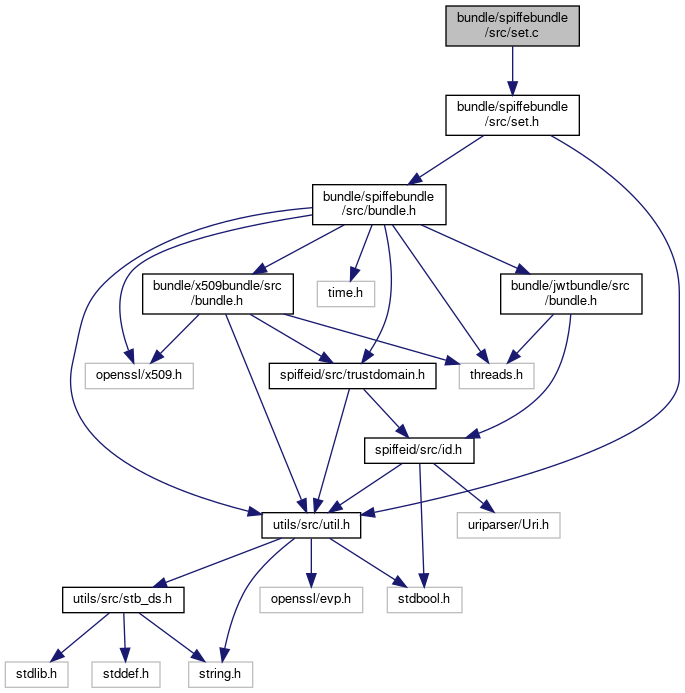 bundle/spiffebundle
/src/set.c
bundle/spiffebundle
/src/set.h
bundle/spiffebundle
/src/bundle.h
bundle/x509bundle/src
/bundle.h
time.h
bundle/jwtbundle/src
/bundle.h
openssl/x509.h
spiffeid/src/trustdomain.h
threads.h
spiffeid/src/id.h
utils/src/util.h
uriparser/Uri.h
utils/src/stb_ds.h
openssl/evp.h
stdbool.h
stdlib.h
stddef.h
string.h